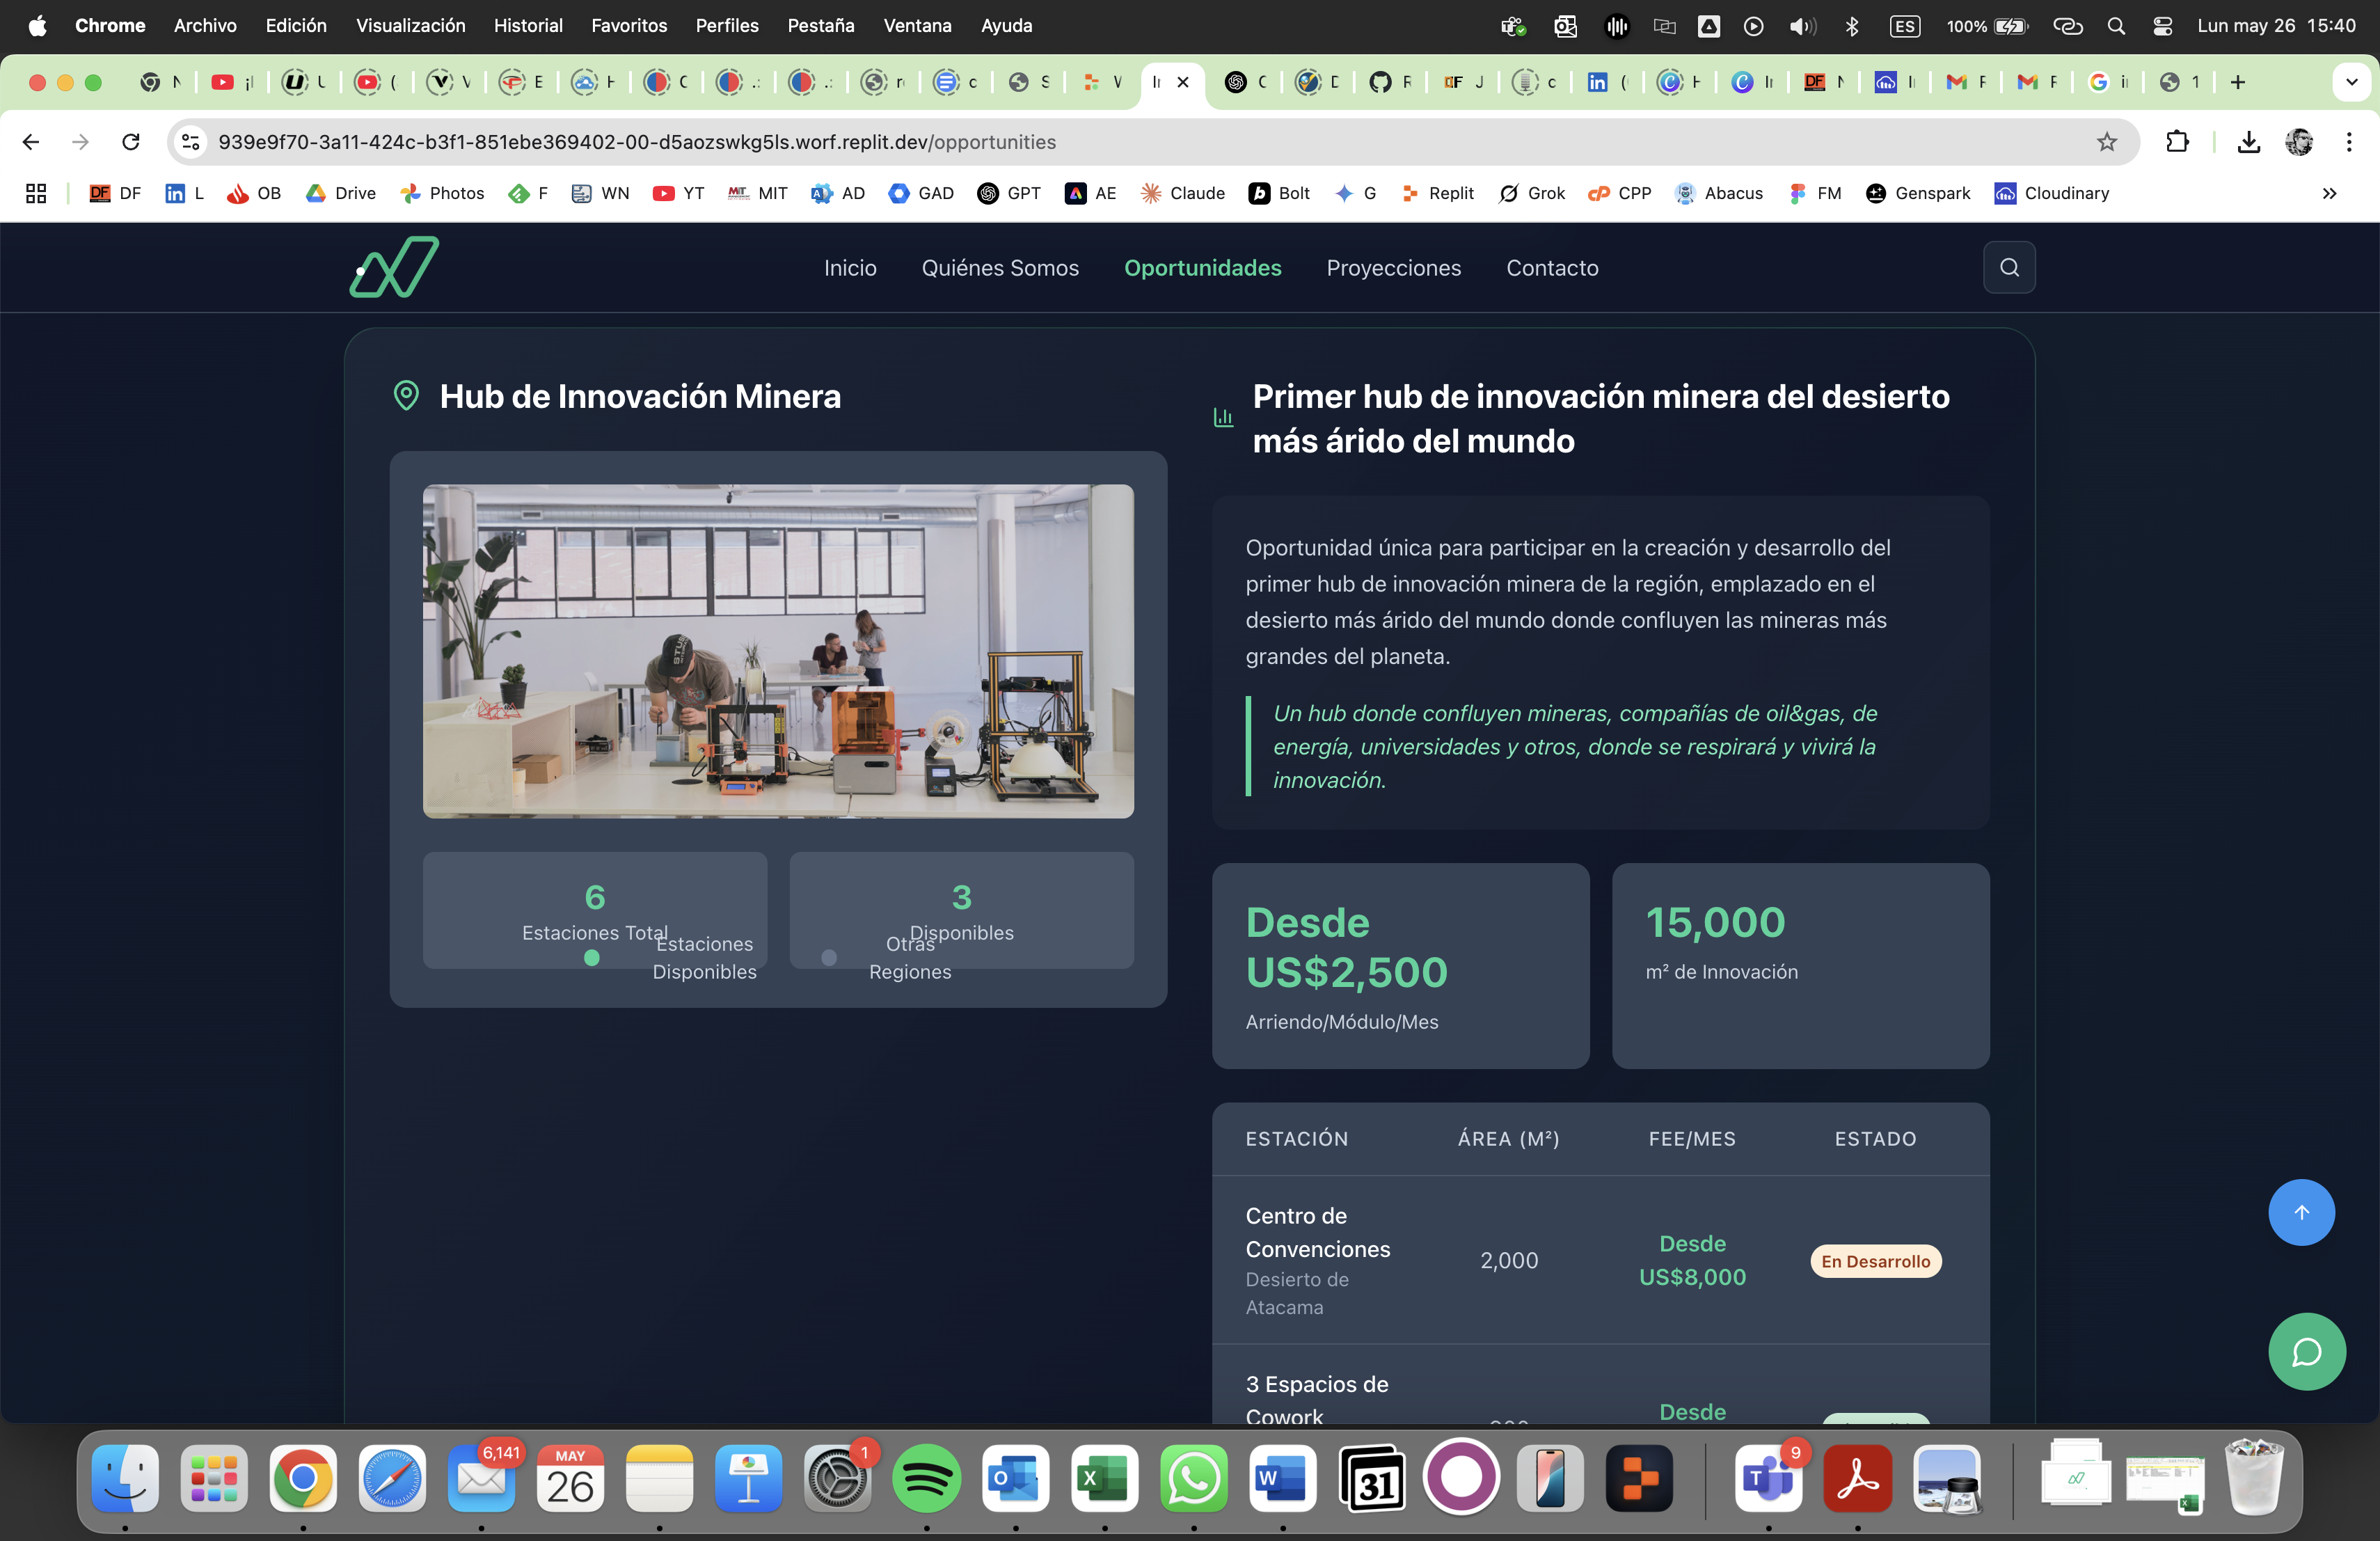 Chrome Archivo Edición Visualización Historial Favoritos Perfiles Pestaña Ventana Ayuda
ES 100% Lun may 26 15:40
939e9f70-3a11-424c-b3f1-851ebe369402-00-d5aozswkg5ls.worf.replit.dev/opportunities
DF L OB Drive Photos F WN YT MIT AD GAD GPT AE Claude Bolt G Replit Grok CPP Abacus FM Genspark Cloudinary
Inicio Quiénes Somos Oportunidades Proyecciones Contacto
Hub de Innovación Minera
6
Estaciones Total
3
Disponibles
Estaciones
Disponibles
Otras
Regiones
Primer hub de innovación minera del desierto
más árido del mundo
Oportunidad única para participar en la creación y desarrollo del
primer hub de innovación minera de la región, emplazado en el
desierto más árido del mundo donde confluyen las mineras más
grandes del planeta.
Un hub donde confluyen mineras, compañías de oil&gas, de
energía, universidades y otros, donde se respirará y vivirá la
innovación.
Desde
US$2,500
Arriendo/Módulo/Mes
15,000
m² de Innovación
ESTACIÓN ÁREA (M²) FEE/MES ESTADO
Centro de
Convenciones
Desierto de
Atacama
2,000
Desde
US$8,000
En Desarrollo
3 Espacios de
Cowork
Desde
6,141
MAY
26
1
31
9